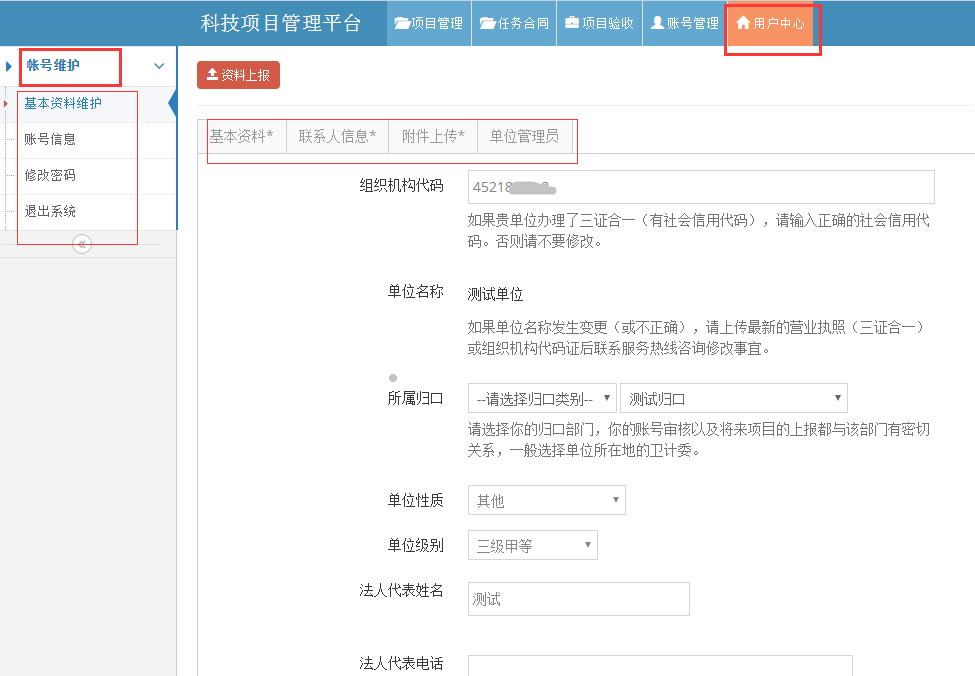 科技项目管理平台
项目管理
任务合同
项目验收
账号管理
用户中心
帐号维护
基本资料维护
账号信息
修改密码
退出系统
资料上报
基本资料*
联系人信息*
附件上传*
单位管理员
组织机构代码
45218
如果贵单位办理了三证合一（有社会信用代码），请输入正确的社会信用代
码。否则请不要修改。
单位名称
测试单位
如果单位名称发生变更（或不正确），请上传最新的营业执照（三证合一）
或组织机构代码证后联系服务热线咨询修改事宜。
所属归口
--请选择归口类别--
测试归口
请选择你的归口部门，你的账号审核以及将来项目的上报都与该部门有密切
关系，一般选择单位所在地的卫计委。
单位性质
其他
单位级别
三级甲等
法人代表姓名
测试
法人代表电话